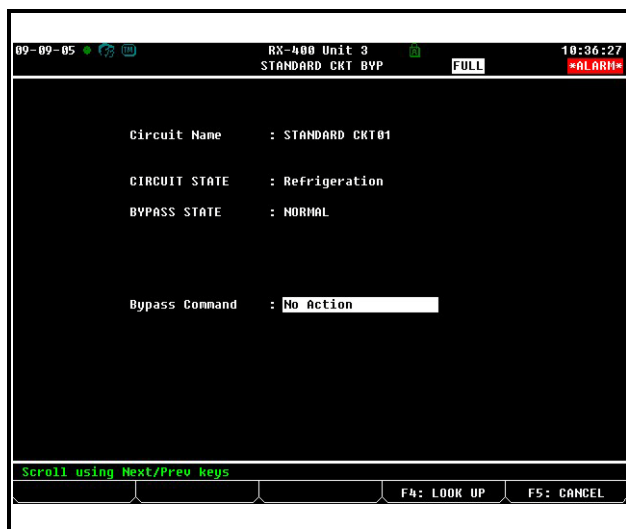 09-09-05 RX-400 Unit 3 10:36:27
STANDARD CKT BYP FULL *ALARM*
Circuit Name : STANDARD CKT01
CIRCUIT STATE : Refrigeration
BYPASS STATE : NORMAL
Bypass Command : No Action
Scroll using Next/Prev keys
F4: LOOK UP F5: CANCEL